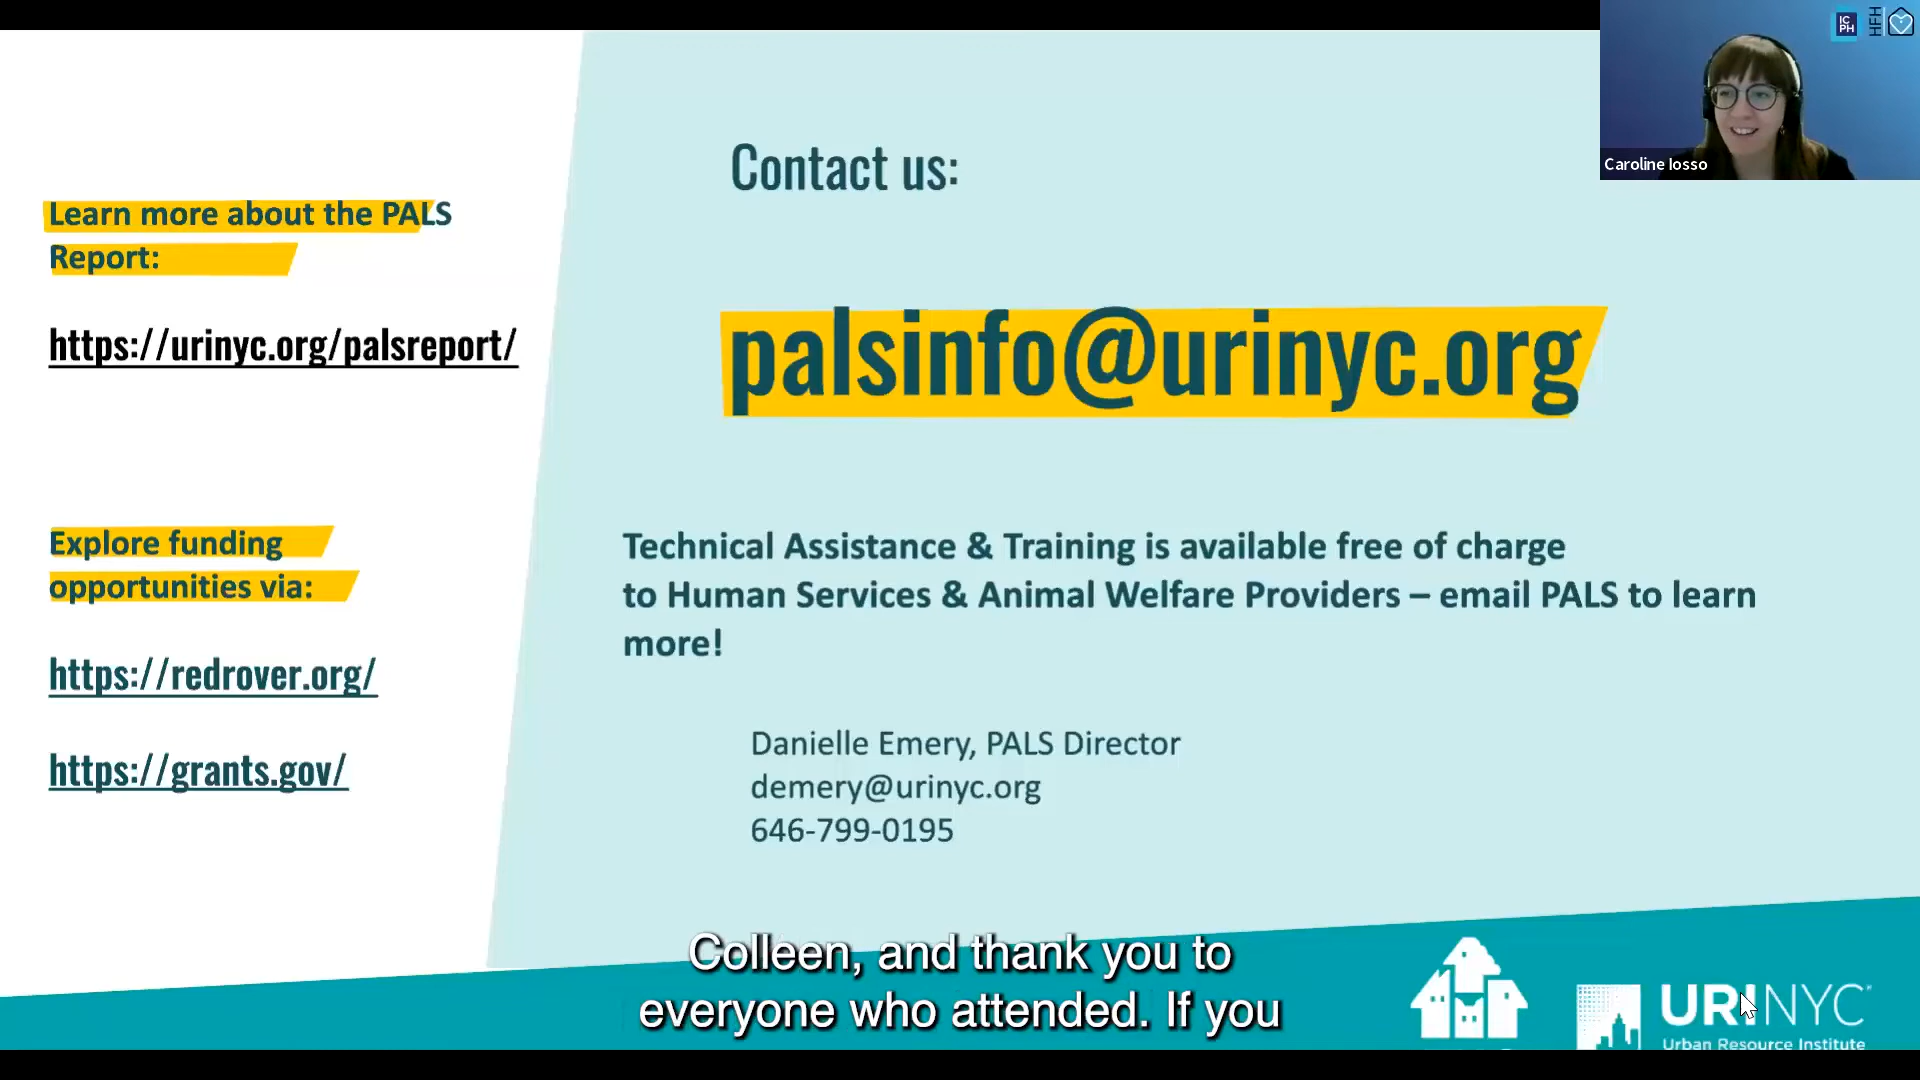 IC
PH
HFH
Caroline Iosso
Contact us:
Learn more about the PALS
Report:
https://urinyc.org/palsreport/
palsinfo@urinyc.org
Explore funding
opportunities via:
https://redrover.org/
https://grants.gov/
Technical Assistance & Training is available free of charge
to Human Services & Animal Welfare Providers – email PALS to learn
more!
Danielle Emery, PALS Director
demery@urinyc.org
646-799-0195
Colleen, and thank you to
everyone who attended. If you
URINYC
Urban Resource Institute